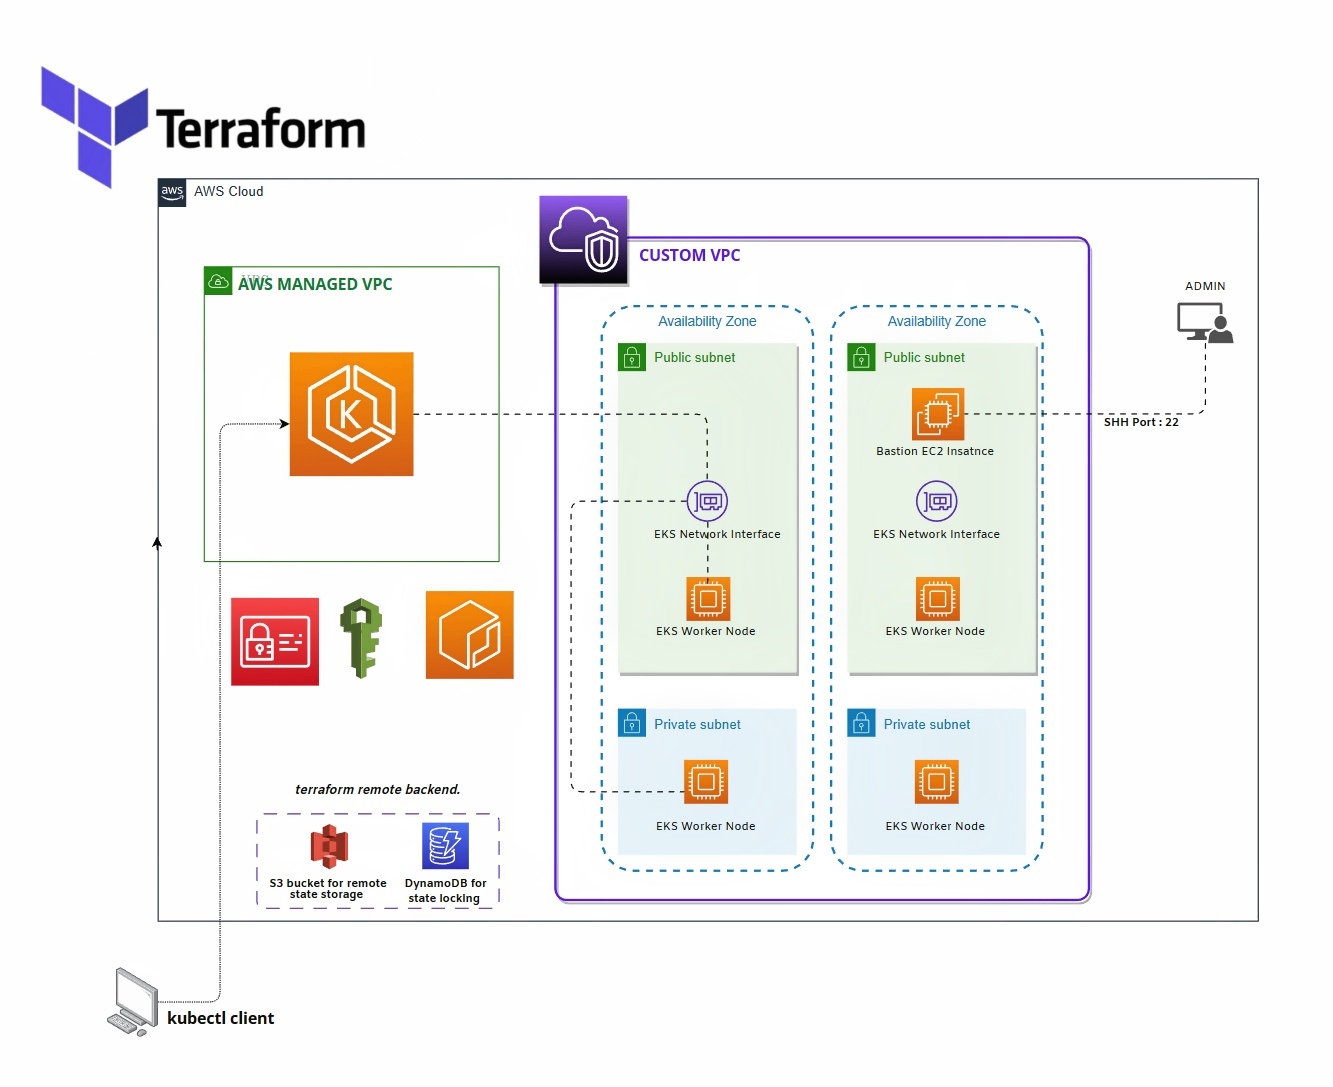 Terraform
aws
AWS Cloud
CUSTOM VPC
VPC
AWS MANAGED VPC
K
ADMIN
SHH Port : 22
Availability Zone
Public subnet
EKS Network Interface
EKS Worker Node
Private subnet
EKS Worker Node
Availability Zone
Public subnet
Bastion EC2 Insatnce
EKS Network Interface
EKS Worker Node
Private subnet
EKS Worker Node
terraform remote backend.
S3 bucket for remote
state storage
DynamoDB for
state locking
kubectl client